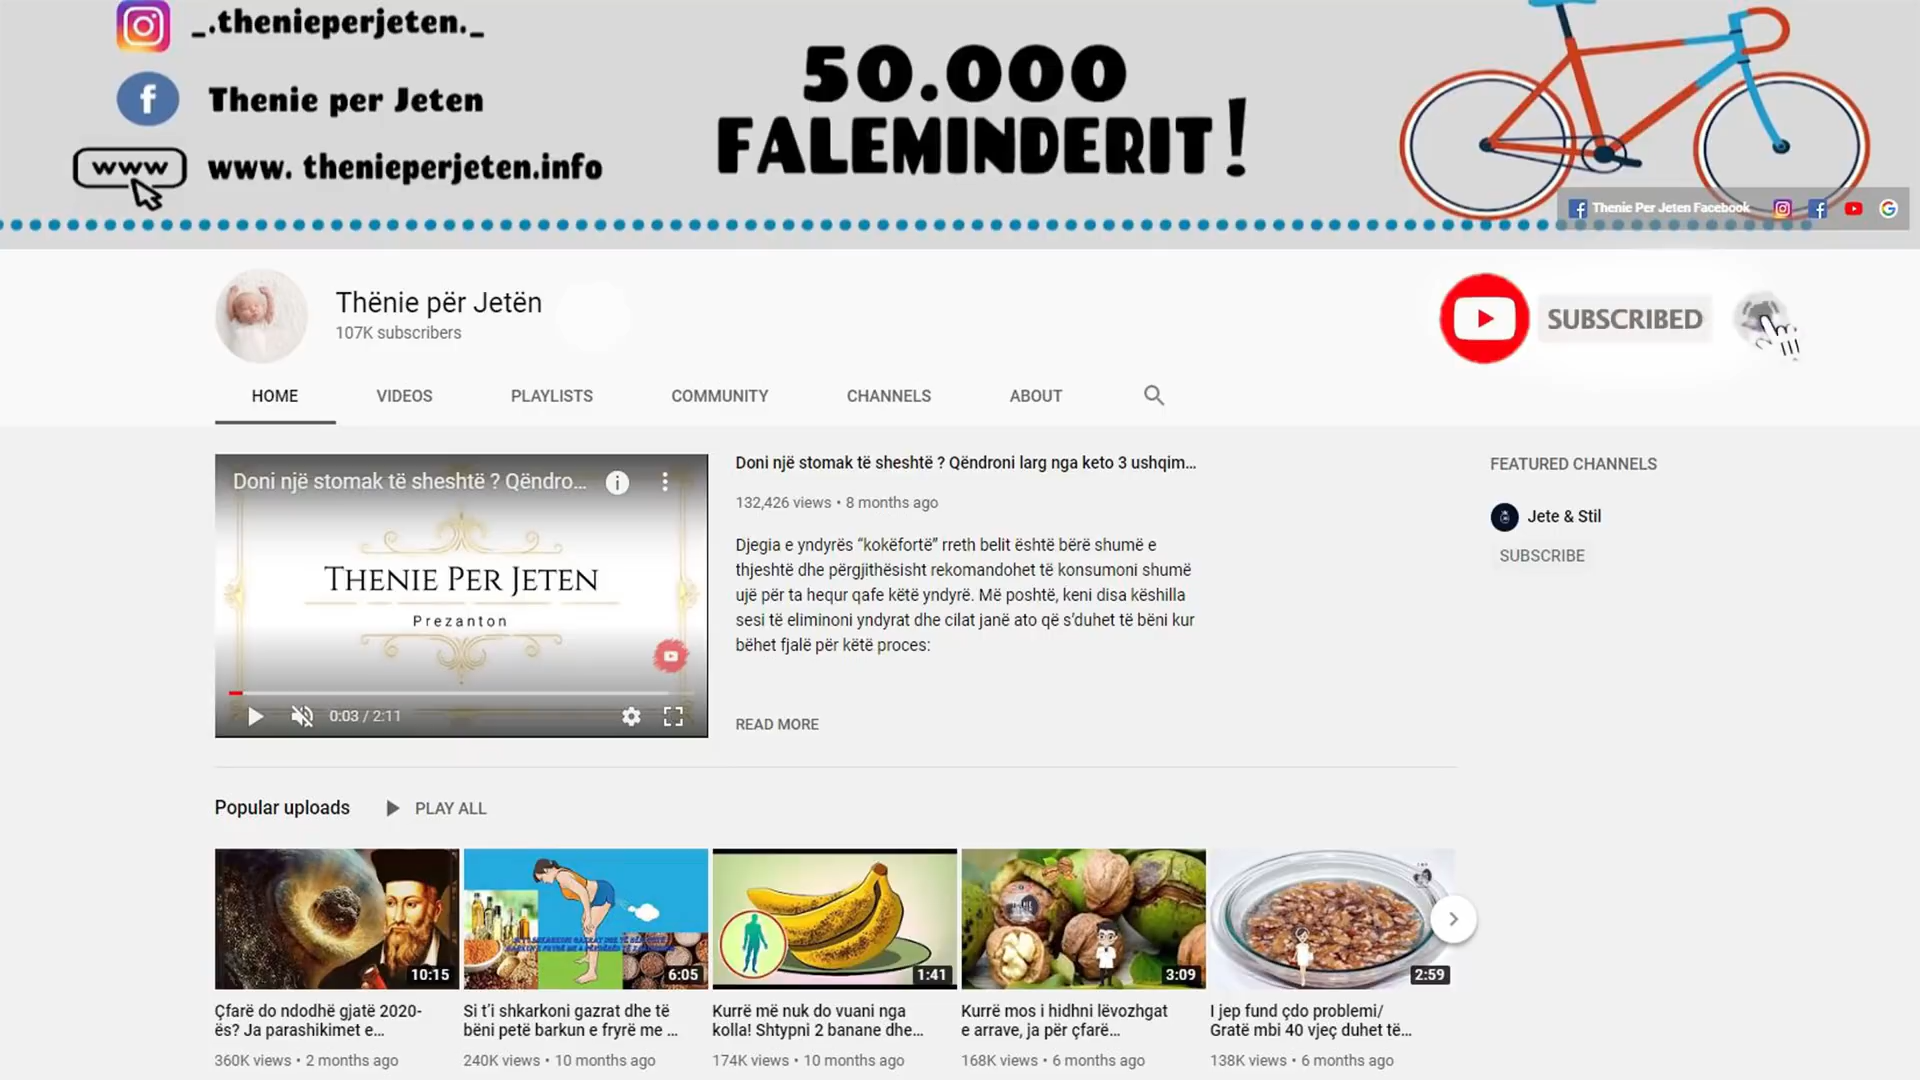 _.thenieperjeten._
Thenie per Jeten
www
www. thenieperjeten.info
50.000
FALEMINDERIT!
Thenie Per Jeten Facebook
Thënie për Jetën
107K subscribers
SUBSCRIBED
HOME
VIDEOS
PLAYLISTS
COMMUNITY
CHANNELS
ABOUT
Doni një stomak të sheshtë ? Qëndro...
THENIE PER JETEN
Prezanton
0:03 / 2:11
Doni një stomak të sheshtë ? Qëndroni larg nga keto 3 ushqim...
132,426 views • 8 months ago
Djegia e yndyrës “kokëfortë” rreth belit është bërë shumë e
thjeshtë dhe përgjithësisht rekomandohet të konsumoni shumë
ujë për ta hequr qafe këtë yndyrë. Më poshtë, keni disa këshilla
sesi të eliminoni yndyrat dhe cilat janë ato që s’duhet të bëni kur
bëhet fjalë për këtë proces:
READ MORE
FEATURED CHANNELS
Jete & Stil
SUBSCRIBE
Popular uploads
PLAY ALL
10:15
6:05
1:41
3:09
2:59
Çfarë do ndodhë gjatë 2020-
ës? Ja parashikimet e...
360K views • 2 months ago
Si t’i shkarkoni gazrat dhe të
bëni petë barkun e fryrë me ...
240K views • 10 months ago
Kurrë më nuk do vuani nga
kolla! Shtypni 2 banane dhe...
174K views • 10 months ago
Kurrë mos i hidhni lëvozhgat
e arrave, ja për çfarë...
168K views • 6 months ago
I jep fund çdo problemi/
Gratë mbi 40 vjeç duhet të...
138K views • 6 months ago